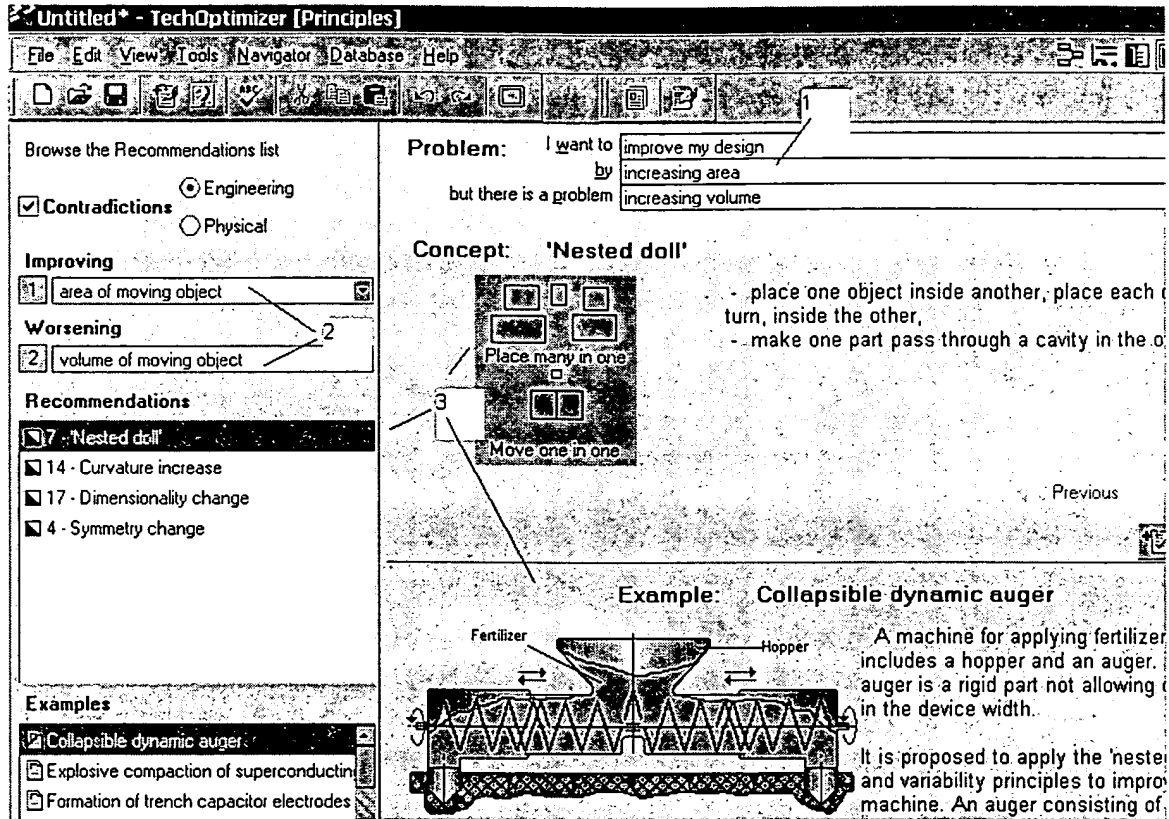 Untitled* - TechOptimizer [Principles]
File Edit View Tools Navigator Database Help
ABC
1
Browse the Recommendations list
Engineering
Contradictions
Physical
Improving
1. area of moving object
2
Worsening
2. volume of moving object
Recommendations
7 - 'Nested doll'
14 - Curvature increase
17 - Dimensionality change
4 - Symmetry change
Examples
Collapsible dynamic auger
Explosive compaction of superconductin
Formation of trench capacitor electrodes
Problem: I want to improve my design
by increasing area
but there is a problem increasing volume
Concept: 'Nested doll'
Place many in one
3
Move one in one
- place one object inside another, place each
turn, inside the other,
- make one part pass through a cavity in the o
Previous
Example: Collapsible dynamic auger
Fertilizer
Hopper
A machine for applying fertilizer
includes a hopper and an auger.
auger is a rigid part not allowing
in the device width.
It is proposed to apply the 'neste
and variability principles to impro
machine. An auger consisting of